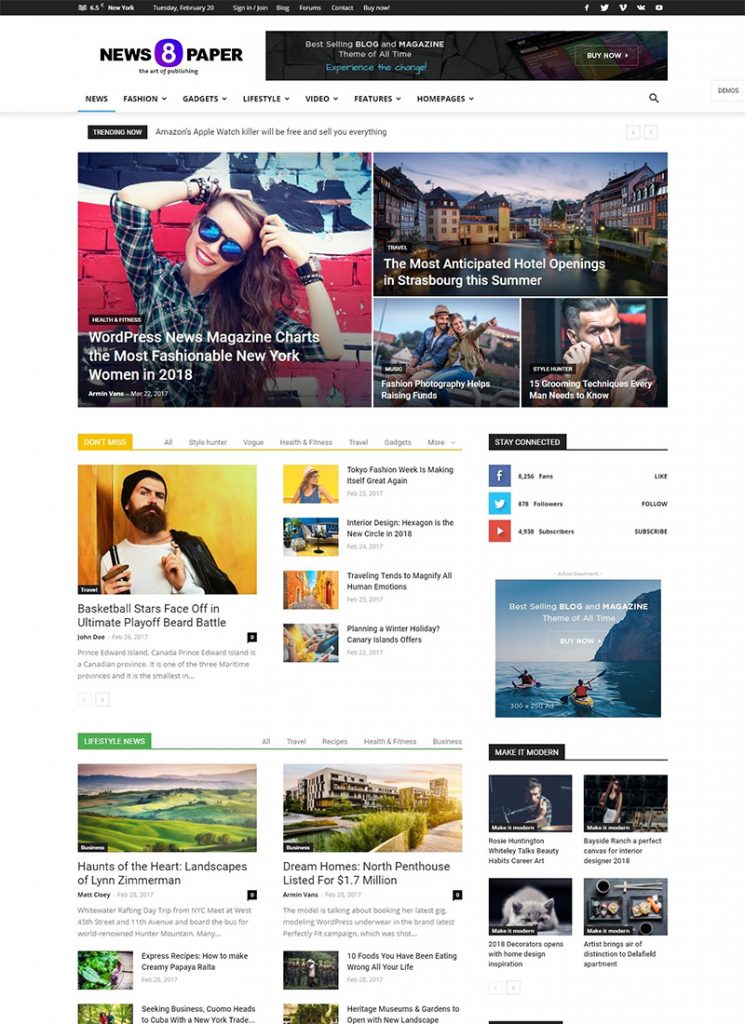 6.5 C New York Tuesday, February 20 Sign in / Join Blog Forums Contact Buy now!
NEWS 8 PAPER
the art of publishing
Best Selling BLOG and MAGAZINE
Theme of All Time
Experience the change!
BUY NOW
DEMOS
NEWS FASHION GADGETS LIFESTYLE VIDEO FEATURES HOMEPAGES
TRENDING NOW Amazon's Apple Watch killer will be free and sell you everything
HEALTH & FITNESS
WordPress News Magazine Charts
the Most Fashionable New York
Women in 2018
Armin Vans - Mar 22, 2017
TRAVEL
The Most Anticipated Hotel Openings
in Strasbourg this Summer
MUSIC
Fashion Photography Helps
Raising Funds
STYLE HUNTER
15 Grooming Techniques Every
Man Needs to Know
DON'T MISS All Style hunter Vogue Health & Fitness Travel Gadgets More
Travel
Basketball Stars Face Off in
Ultimate Playoff Beard Battle
John Doe - Feb 26, 2017 0
Prince Edward Island, Canada Prince Edward Island is
a Canadian province. It is one of the three Maritime
provinces and it is the smallest in...
Tokyo Fashion Week Is Making
Itself Great Again
Feb 25, 2017
Interior Design: Hexagon is the
New Circle in 2018
Feb 24, 2017
Traveling Tends to Magnify All
Human Emotions
Feb 23, 2017
Planning a Winter Holiday?
Canary Islands Offers
Feb 22, 2017
STAY CONNECTED
8,256 Fans LIKE
878 Followers FOLLOW
4,938 Subscribers SUBSCRIBE
- Advertisement -
Best Selling BLOG and MAGAZINE
Theme of All Time
BUY NOW
300 x 250 Ad
LIFESTYLE NEWS All Travel Recipes Health & Fitness Business
Business
Haunts of the Heart: Landscapes
of Lynn Zimmerman
Matt Cloey - Feb 28, 2017 0
Whitewater Rafting Day Trip from NYC Meet at West
45th Street and 11th Avenue and board the bus for
world-renowned Hunter Mountain. Many...
Express Recipes: How to make
Creamy Papaya Raita
Feb 28, 2017
Seeking Business, Cuomo Heads
to Cuba With a New York Trade...
Business
Dream Homes: North Penthouse
Listed For $1.7 Million
Armin Vans - Feb 28, 2017 0
The model is talking about booking her latest gig,
modeling WordPress underwear in the brand latest
Perfectly Fit campaign, which was shot...
10 Foods You Have Been Eating
Wrong All Your Life
Feb 28, 2017
Heritage Museums & Gardens to
Open with New Landscape
MAKE IT MODERN
Make it modern
Rosie Huntington
Whiteley Talks Beauty
Habits Career Art
Make it modern
Bayside Ranch a perfect
canvas for interior
designer 2018
Make it modern
2018 Decorators opens
with home design
inspiration
Make it modern
Artist brings air of
distinction to Delafield
apartment